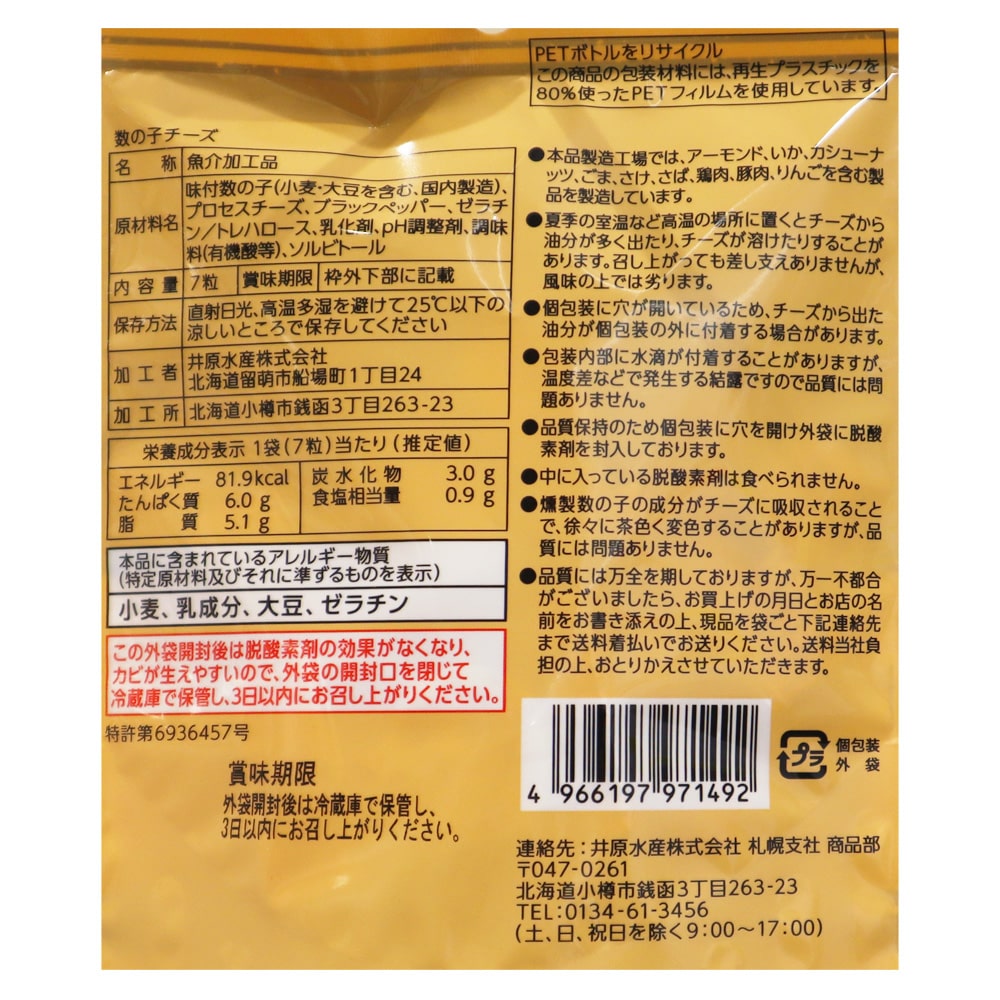 PETボトルをリサイクル
この商品の包装材料には、再生プラスチックを
80%使ったPETフィルムを使用しています。
数の子チーズ
名 称 魚介加工品
原材料名 味付数の子(小麦・大豆を含む、国内製造)、
プロセスチーズ、ブラックペッパー、ゼラチ
ン/トレハロース、乳化剤、pH調整剤、調味
料(有機酸等)、ソルビトール
内容量 7粒 賞味期限 枠外下部に記載
保存方法 直射日光、高温多湿を避けて25℃以下の
涼しいところで保存してください
加工者 井原水産株式会社
北海道留萌市船場町1丁目24
加工所 北海道小樽市銭函3丁目263-23
栄養成分表示 1袋(7粒)当たり(推定値)
エネルギー 81.9kcal 炭水化物 3.0g
たんぱく質 6.0g 食塩相当量 0.9g
脂質 5.1g
本品に含まれているアレルギー物質
(特定原材料及びそれに準ずるものを表示)
小麦、乳成分、大豆、ゼラチン
この外袋開封後は脱酸素剤の効果がなくなり、
カビが生えやすいので、外袋の開封口を閉じて
冷蔵庫で保管し、3日以内にお召し上がりください。
特許第6936457号
賞味期限
外袋開封後は冷蔵庫で保管し、
3日以内にお召し上がりください。
●本品製造工場では、アーモンド、いか、カシューナ
ッツ、ごま、さけ、さば、鶏肉、豚肉、りんごを含む製
品を製造しています。
●夏季の室温など高温の場所に置くとチーズから
油分が多く出たり、チーズが溶けたりすることが
あります。召し上がっても差し支えありませんが、
風味の上では劣ります。
●個包装に穴が開いているため、チーズから出た
油分が個包装の外に付着する場合があります。
●包装内部に水滴が付着することがありますが、
温度差などで発生する結露ですので品質には問
題ありません。
●品質保持のため個包装に穴を開け外袋に脱酸
素剤を封入しております。
●中に入っている脱酸素剤は食べられません。
●燻製数の子の成分がチーズに吸収されること
で、徐々に茶色く変色することがありますが、品
質には問題ありません。
●品質には万全を期しておりますが、万一不都合
がございましたら、お買上げの月日とお店の名
前をお書き添えの上、現品を袋ごと下記連絡先
まで送料着払いでお送りください。送料当社負
担の上、おとりかえさせていただきます。
4 966197 971492
プラ
個包装
外 袋
連絡先:井原水産株式会社 札幌支社 商品部
〒047-0261
北海道小樽市銭函3丁目263-23
TEL:0134-61-3456
(土、日、祝日を除く9:00~17:00)